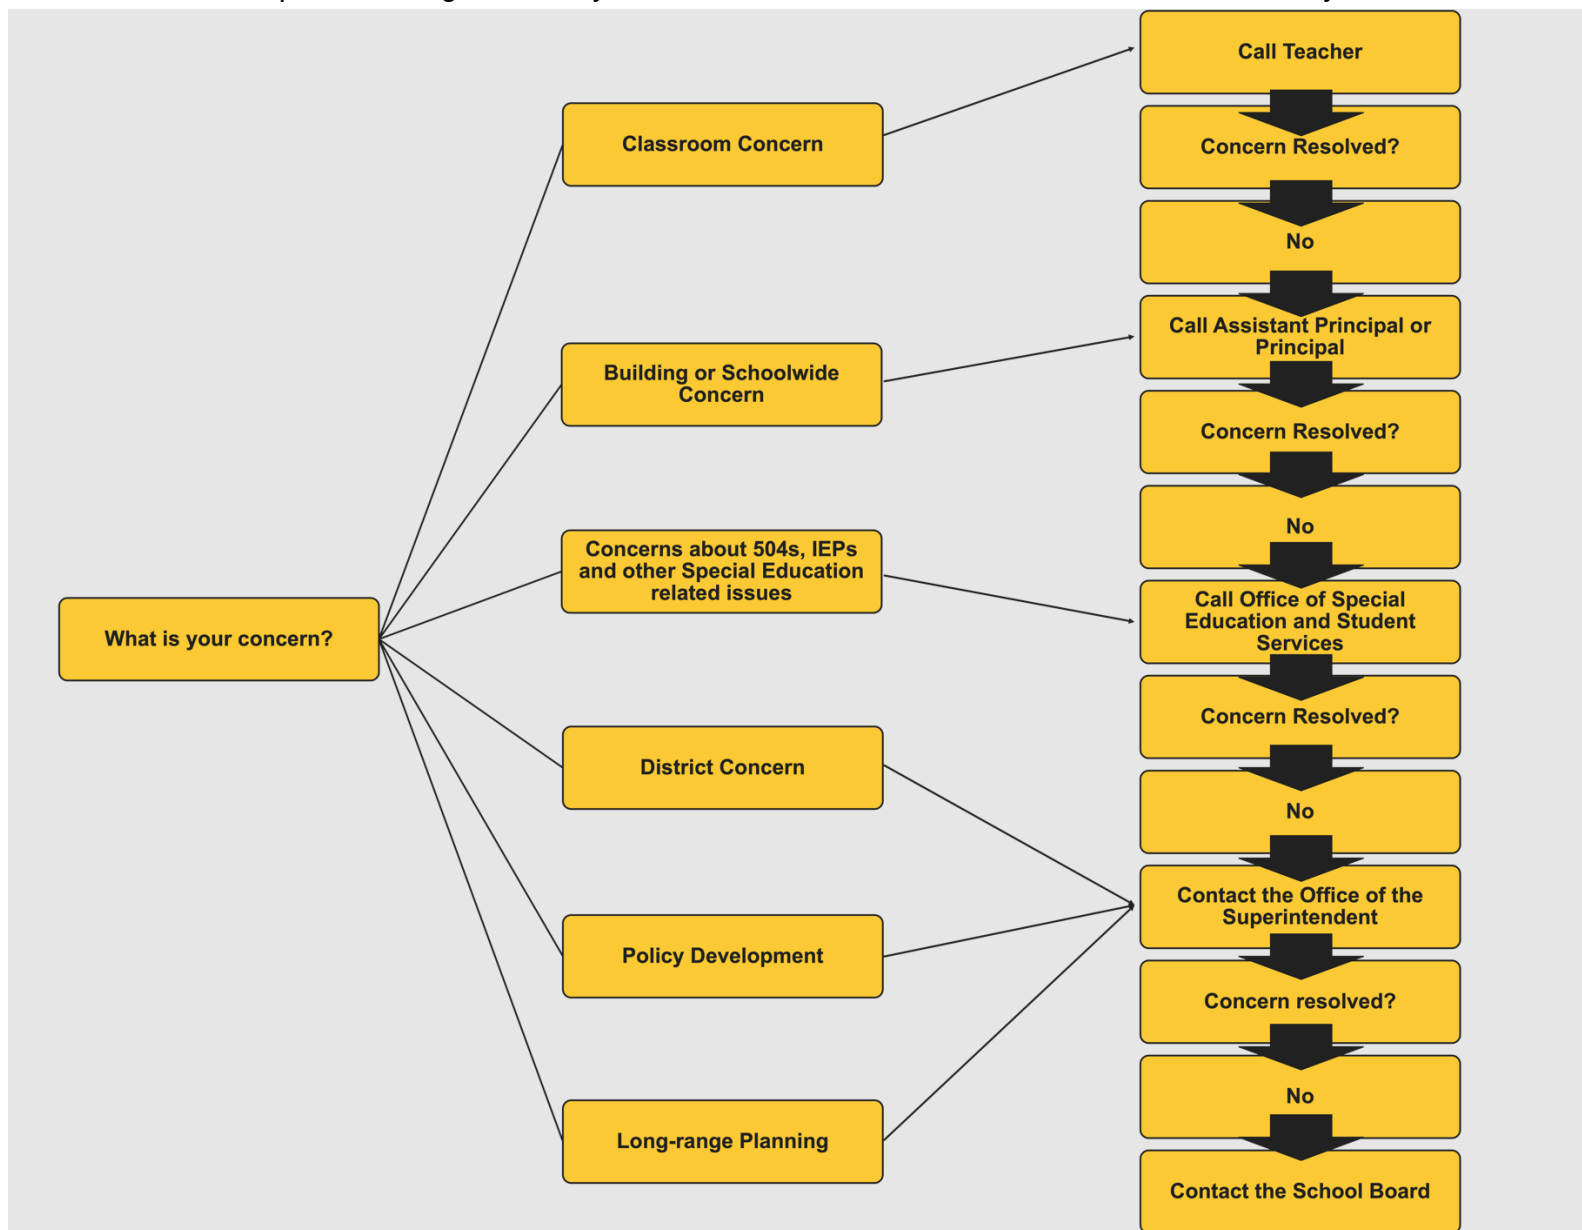 What is your concern?
Classroom Concern
Building or Schoolwide
Concern
Concerns about 504s, IEPs
and other Special Education
related issues
District Concern
Policy Development
Long-range Planning
Call Teacher
Concern Resolved?
No
Call Assistant Principal or
Principal
Concern Resolved?
No
Call Office of Special
Education and Student
Services
Concern Resolved?
No
Contact the Office of the
Superintendent
Concern resolved?
No
Contact the School Board